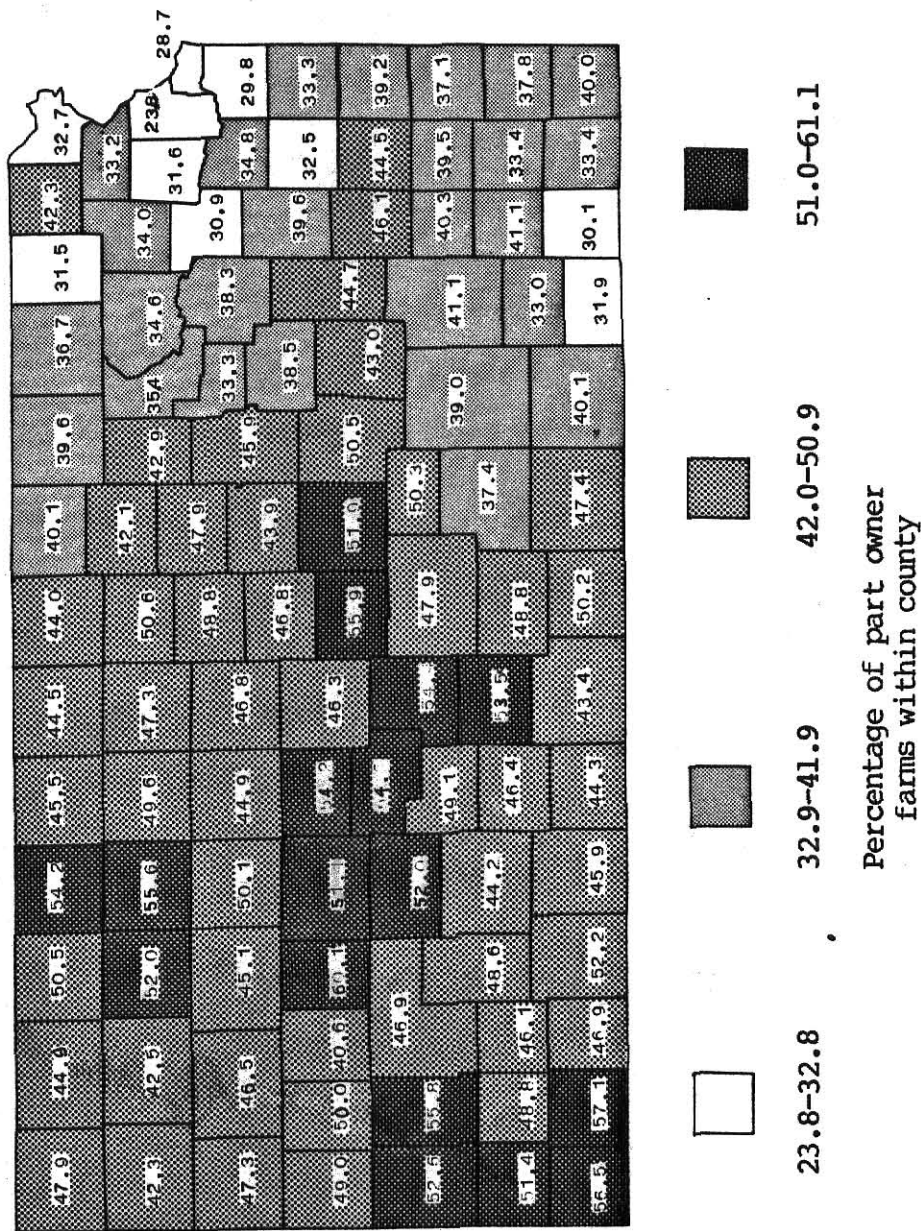 47.9 44.9 50.5 54.2 45.5 44.5 44.0 40.1 39.6 36.7 31.5 42.3 32.7
42.3 42.5 52.0 55.6 49.6 47.3 50.6 42.1 42.9 35.4 34.6 34.0 33.2
47.3 46.5 45.1 50.1 44.9 46.8 48.8 47.9 45.9 33.3 38.3 30.9 31.6 28.7
49.0 50.0 40.6 60.1 46.3 46.8 43.9 38.5 39.6 34.8 29.8
55.9 50.5 43.0 44.7 32.5 33.3
52.5 55.8 46.9 52.0 47.9 50.3 46.1 44.5 39.2
49.1 39.0 41.1 40.3 39.5 37.1
51.4 48.8 46.1 48.6 44.2 46.4 53.5 48.8 37.4 33.0 41.1 33.4 37.8
56.5 57.1 46.9 52.2 45.9 44.3 43.4 50.2 47.4 40.1 31.9 30.1 33.4 40.0
23.8-32.8
32.9-41.9
42.0-50.9
51.0-61.1
Percentage of part owner
farms within county